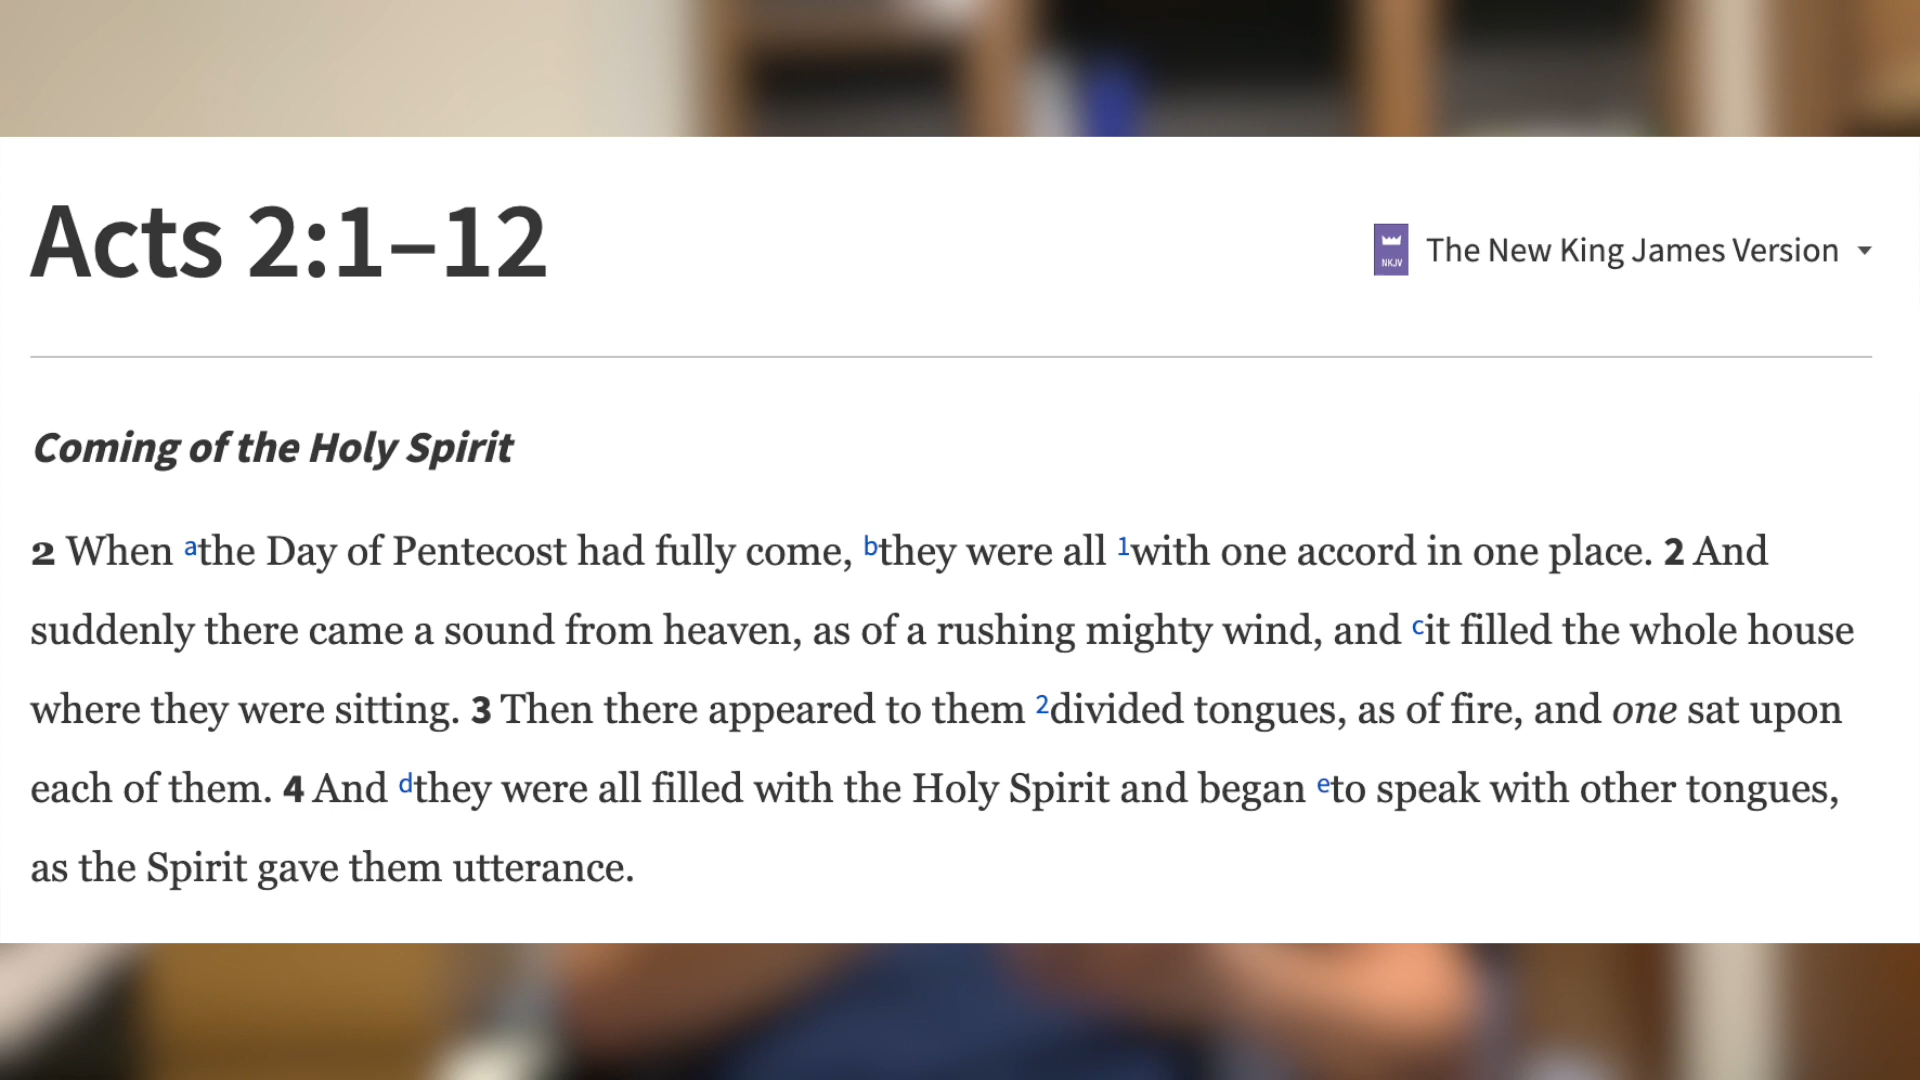 Acts 2:1–12
NKJV
The New King James Version
Coming of the Holy Spirit
2 When athe Day of Pentecost had fully come, bthey were all 1with one accord in one place. 2 And
suddenly there came a sound from heaven, as of a rushing mighty wind, and cit filled the whole house
where they were sitting. 3 Then there appeared to them 2divided tongues, as of fire, and one sat upon
each of them. 4 And dthey were all filled with the Holy Spirit and began eto speak with other tongues,
as the Spirit gave them utterance.